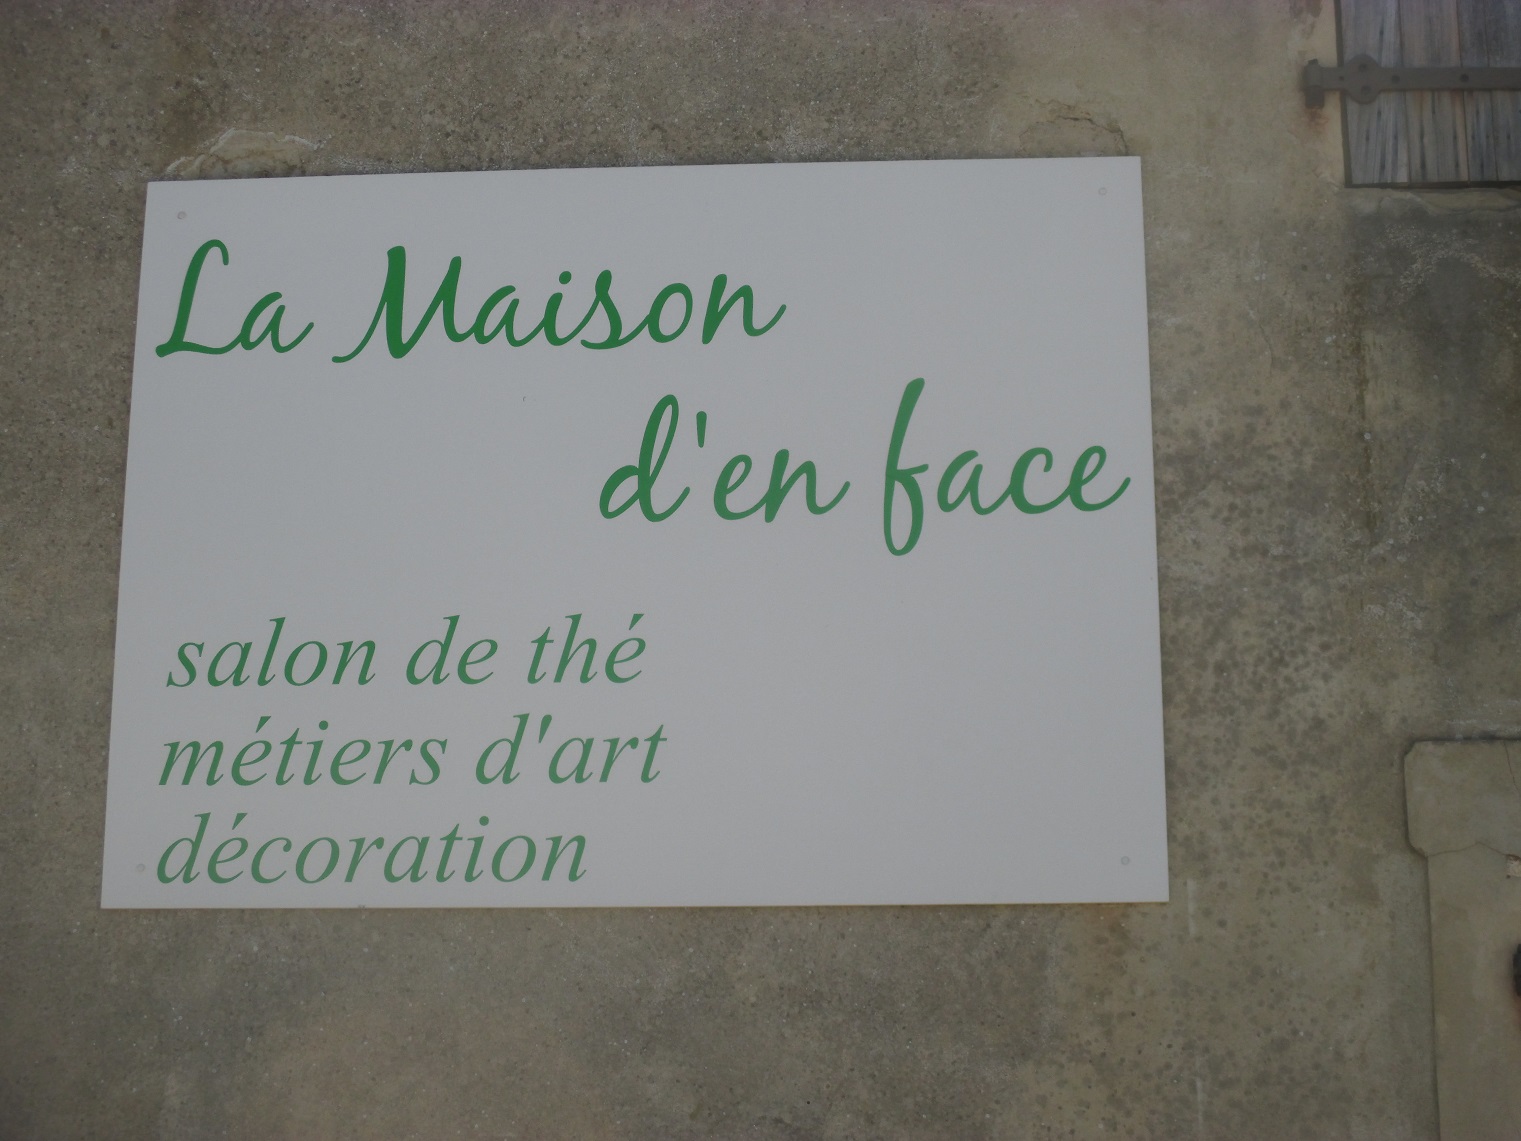 La Maison
d'en face
salon de thé
métiers d'art
décoration